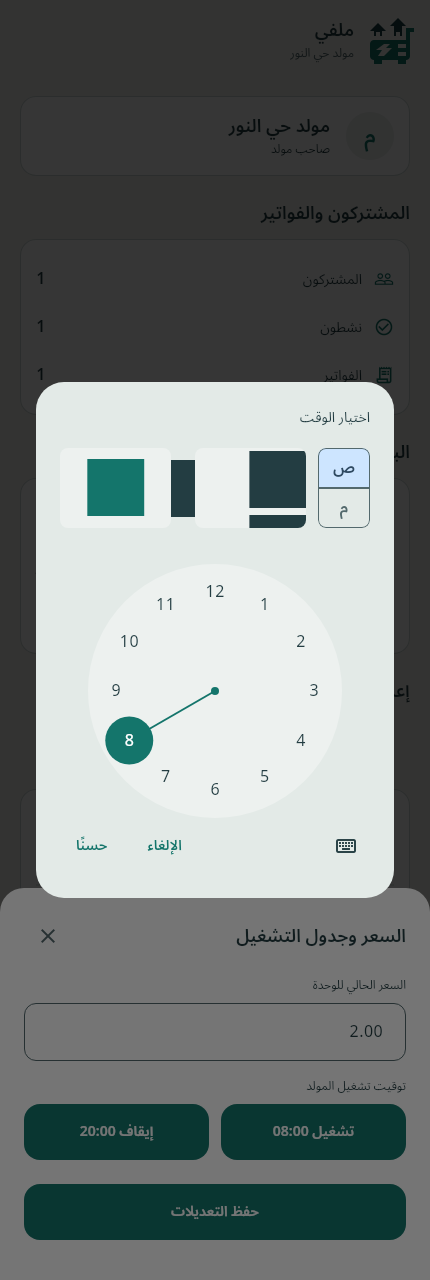 ملفي
مولد حي النور
م
مولد حي النور
صاحب مولد
المشتركون والفواتير
المشتركون
1
نشطون
1
الفواتير
1
اختيار الوقت
ص
م
12
1
2
3
4
5
6
7
8
9
10
11
الإلغاء
حسنًا
السعر وجدول التشغيل
السعر الحالي للوحدة
2.00
توقيت تشغيل المولد
تشغيل 08:00
إيقاف 20:00
حفظ التعديلات